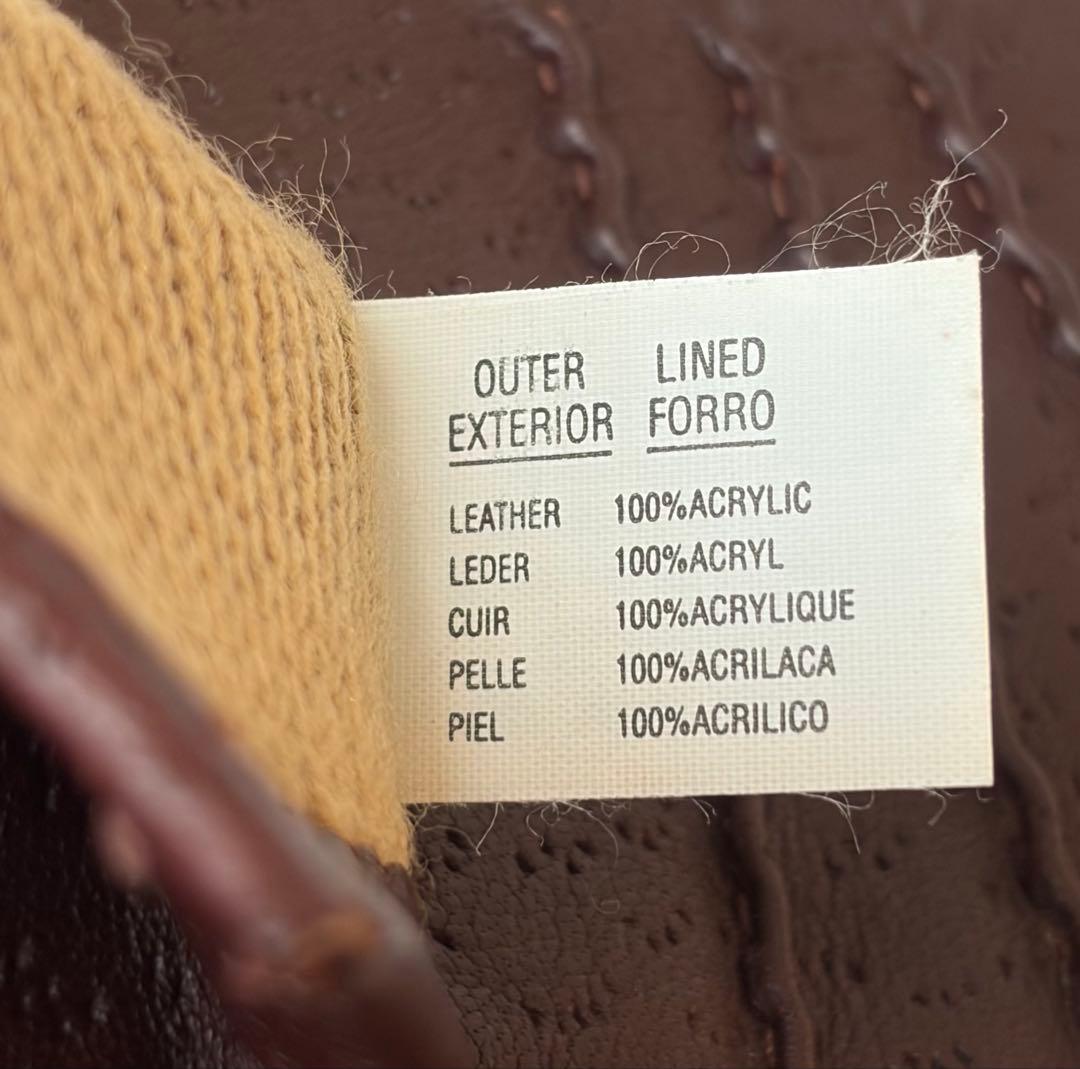 OUTER LINED
EXTERIOR FORRO
LEATHER 100%ACRYLIC
LEDER 100%ACRYL
CUIR 100%ACRYLIQUE
PELLE 100%ACRILACA
PIEL 100%ACRILICO